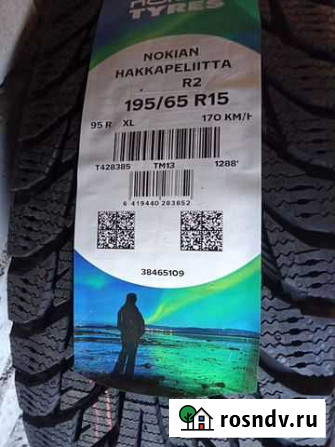 TYRES
NOKIAN
HAKKAPELIITTA
R2
195/65 R15
95 R XL 170 KM/H
T428385 TM13 1288'
6 419440 283852
38465109
rosndv.ru